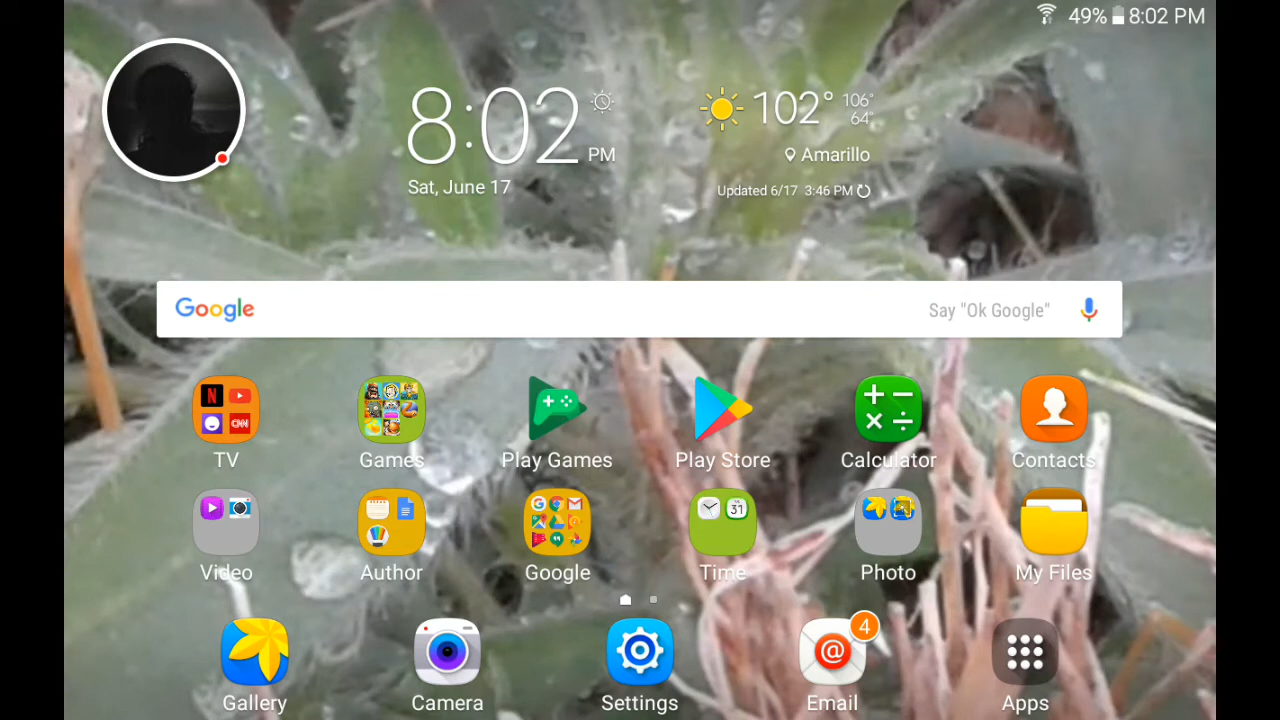 49% 8:02 PM
8:02 PM
Sat, June 17
102° 106° 64°
Amarillo
Updated 6/17 3:46 PM
Google Say "Ok Google"
TV Games Play Games Play Store Calculator Contacts
Video Author Google Time Photo My Files
Gallery Camera Settings Email Apps
N
CNN
31
G
4
@